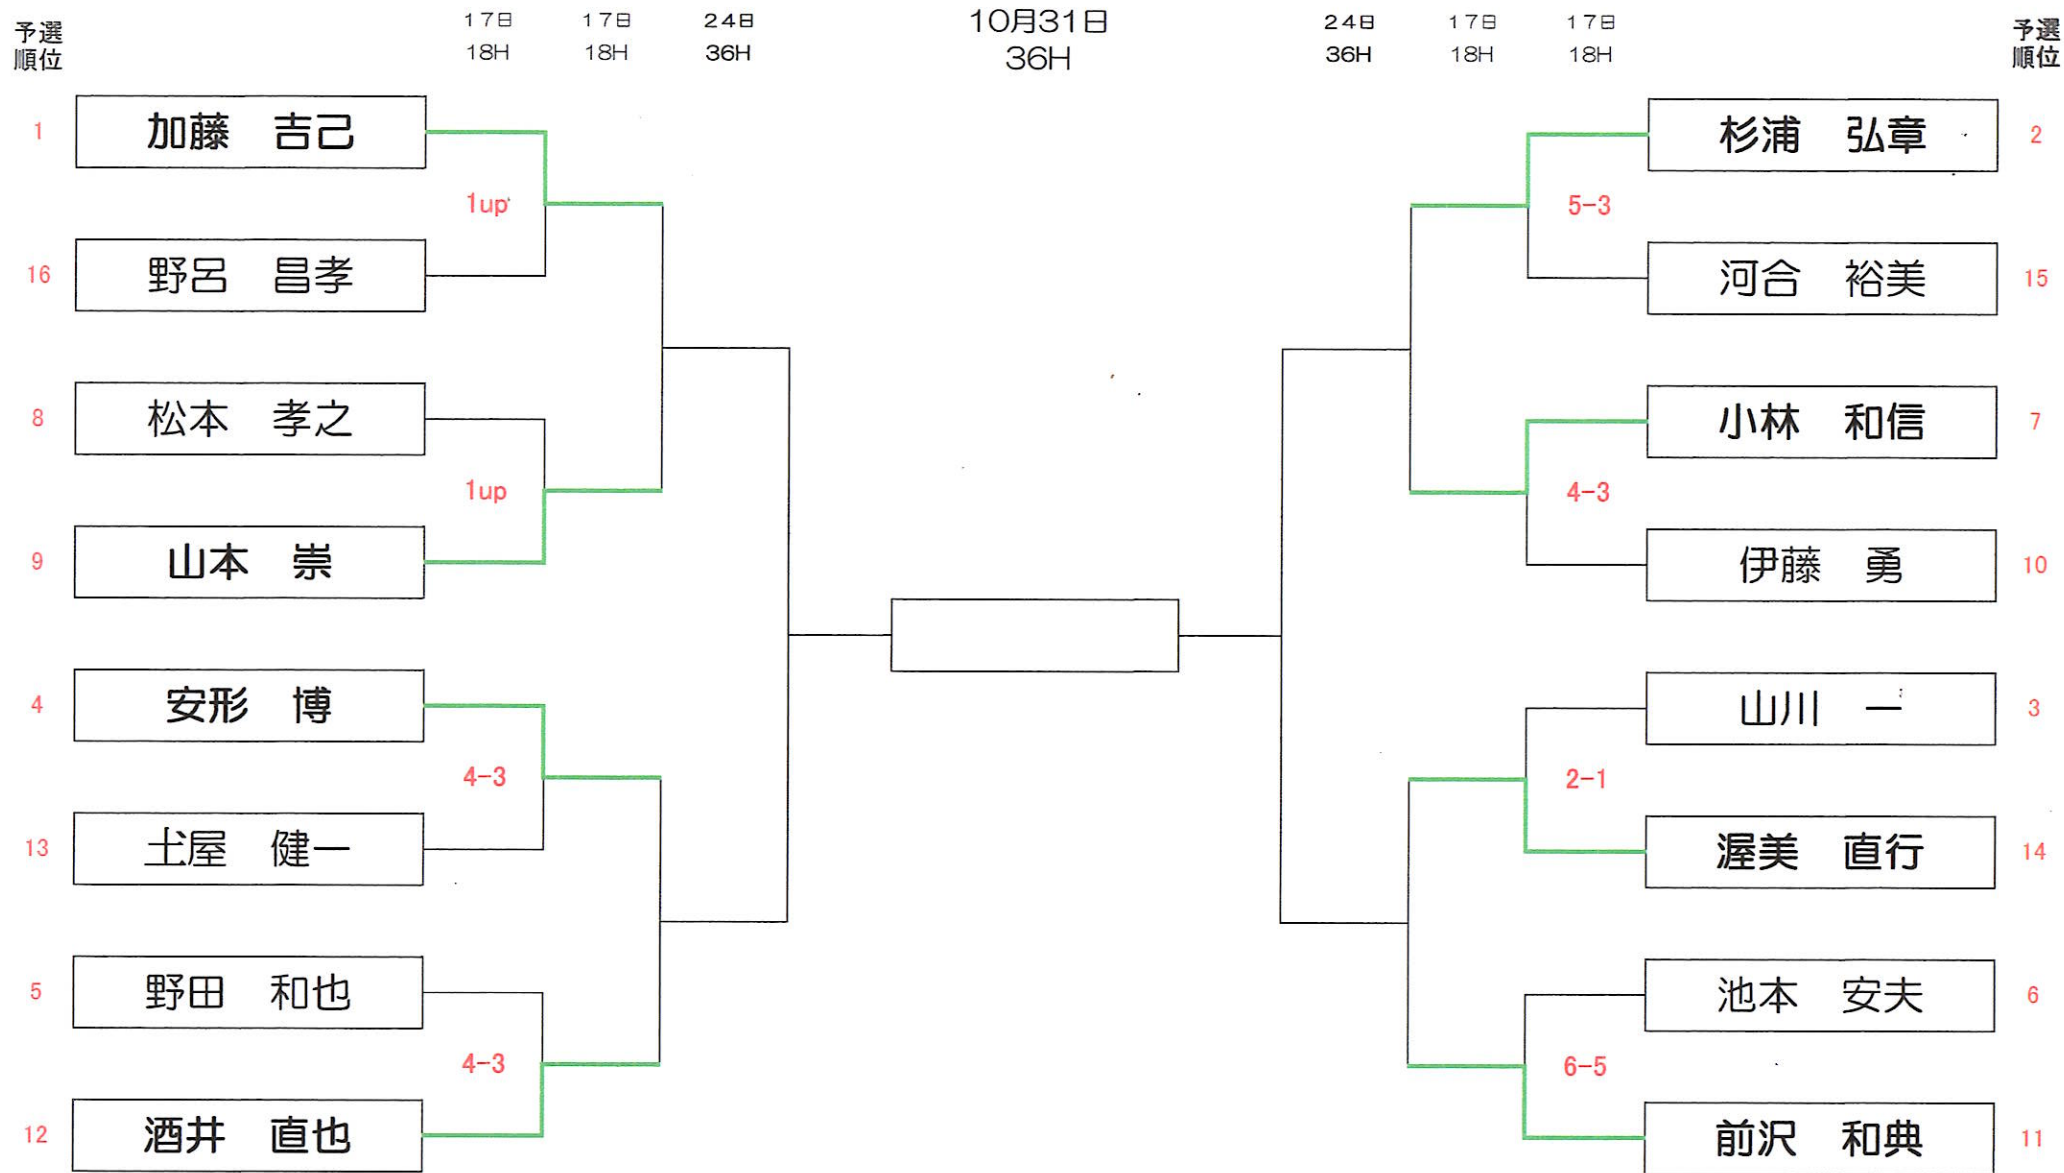 予選
順位
17日
18H
17日
18H
24日
36H
10月31日
36H
24日
36H
17日
18H
17日
18H
予選
順位
1
加藤 吉己
1up
16
野呂 昌孝
8
松本 孝之
1up
9
山本 崇
4
安形 博
4-3
13
土屋 健一
5
野田 和也
4-3
12
酒井 直也
杉浦 弘章
2
5-3
河合 裕美
15
小林 和信
7
4-3
伊藤 勇
10
山川 一
3
2-1
渥美 直行
14
池本 安夫
6
6-5
前沢 和典
11